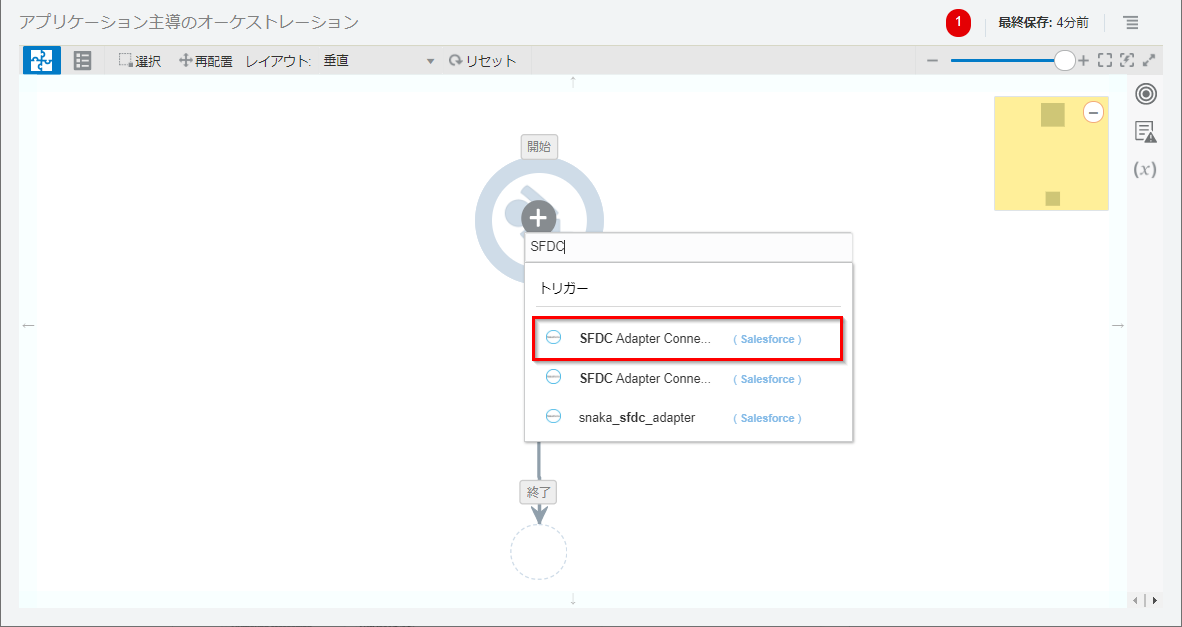 アプリケーション主導のオーケストレーション
1
最終保存: 4分前
選択 再配置 レイアウト: 垂直 リセット
開始
SFDC
トリガー
SFDC Adapter Conne... ( Salesforce )
SFDC Adapter Conne... ( Salesforce )
snaka_sfdc_adapter ( Salesforce )
終了
(x)